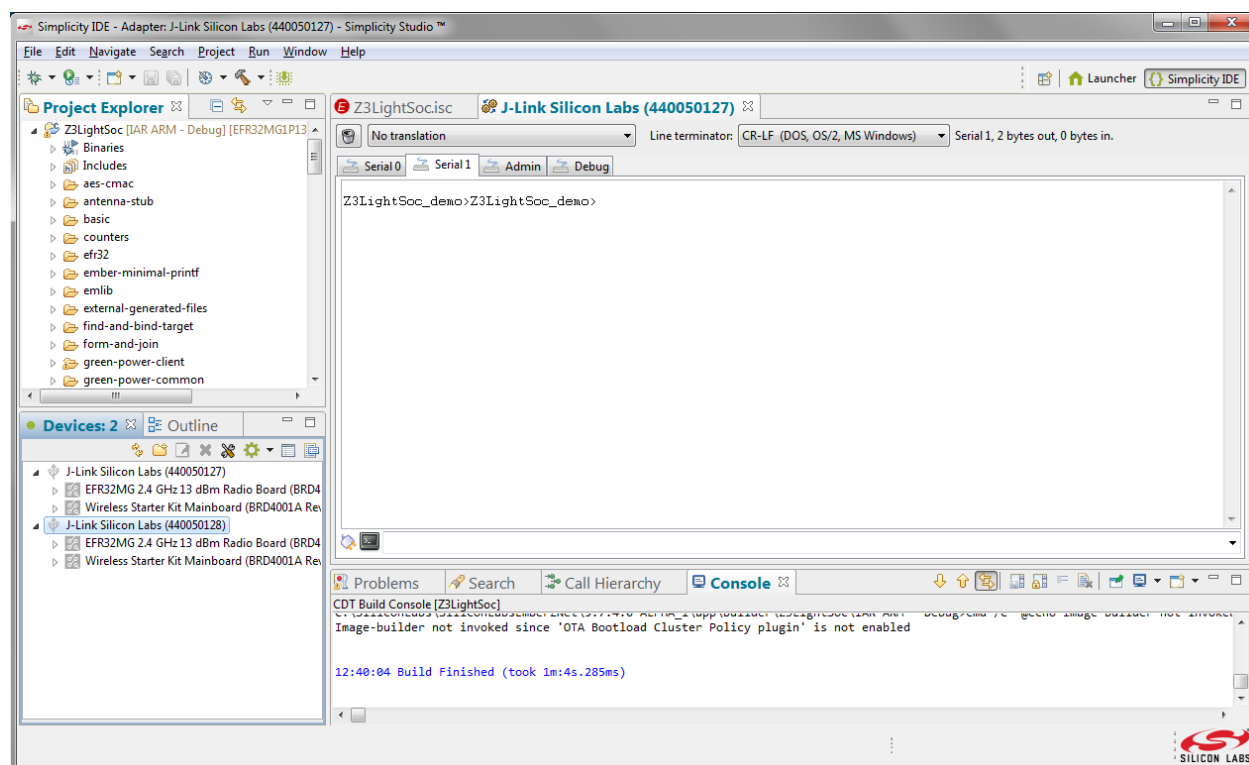 Simplicity IDE - Adapter: J-Link Silicon Labs (440050127) - Simplicity Studio ™
File Edit Navigate Search Project Run Window Help
Launcher Simplicity IDE
Project Explorer
Z3LightSoc [IAR ARM - Debug] [EFR32MG1P13
Binaries
Includes
aes-cmac
antenna-stub
basic
counters
efr32
ember-minimal-printf
emlib
external-generated-files
find-and-bind-target
form-and-join
green-power-client
green-power-common
Devices: 2 Outline
J-Link Silicon Labs (440050127)
EFR32MG 2.4 GHz 13 dBm Radio Board (BRD4
Wireless Starter Kit Mainboard (BRD4001A Rev
J-Link Silicon Labs (440050128)
EFR32MG 2.4 GHz 13 dBm Radio Board (BRD4
Wireless Starter Kit Mainboard (BRD4001A Rev
Z3LightSoc.isc J-Link Silicon Labs (440050127)
No translation Line terminator: CR-LF (DOS, OS/2, MS Windows) Serial 1, 2 bytes out, 0 bytes in.
Serial 0 Serial 1 Admin Debug
Z3LightSoc_demo>Z3LightSoc_demo>
Problems Search Call Hierarchy Console
CDT Build Console [Z3LightSoc]
Image-builder not invoked since 'OTA Bootload Cluster Policy plugin' is not enabled
12:40:04 Build Finished (took 1m:4s.285ms)
SILICON LABS